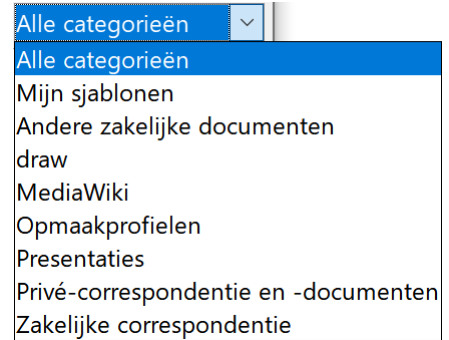 Alle categorieën
Alle categorieën
Mijn sjablonen
Andere zakelijke documenten
draw
MediaWiki
Opmaakprofielen
Presentaties
Privé-correspondentie en -documenten
Zakelijke correspondentie